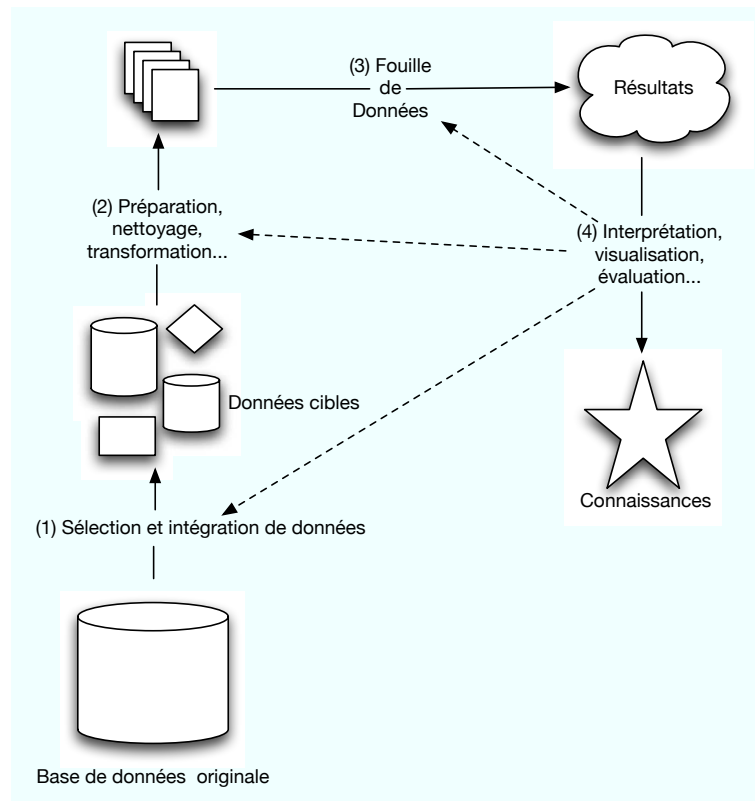 (3) Fouille
de
Données
Résultats
(2) Préparation,
nettoyage,
transformation...
(4) Interprétation,
visualisation,
évaluation...
Données cibles
Connaissances
(1) Sélection et intégration de données
Base de données originale